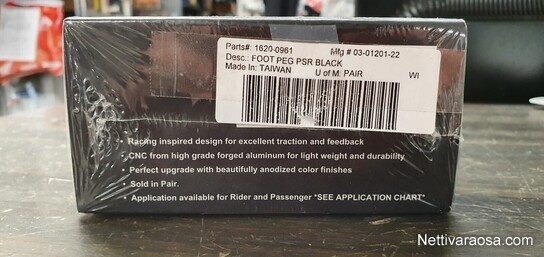 Parts#: 1620-0961 Mfg # 03-01201-22
Desc.: FOOT PEG PSR BLACK
Made In: TAIWAN U of M: PAIR WI
• Racing inspired design for excellent traction and feedback
• CNC from high grade forged aluminum for light weight and durability
• Perfect upgrade with beautifully anodized color finishes
• Sold in Pair.
• Application available for Rider and Passenger *SEE APPLICATION CHART*
Nettivaraosa.com